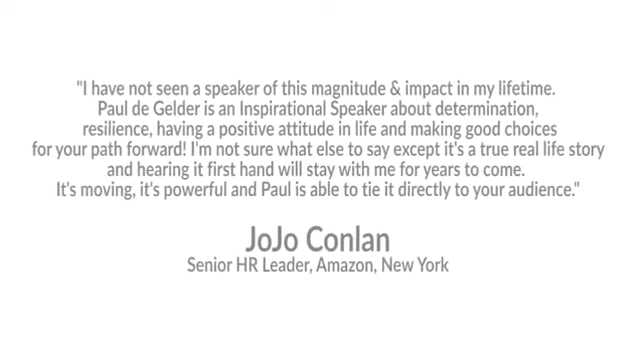 "I have not seen a speaker of this magnitude & impact in my lifetime.
Paul de Gelder is an Inspirational Speaker about determination,
resilience, having a positive attitude in life and making good choices
for your path forward! I'm not sure what else to say except it's a true real life story
and hearing it first hand will stay with me for years to come.
It's moving, it's powerful and Paul is able to tie it directly to your audience."
JoJo Conlan
Senior HR Leader, Amazon, New York